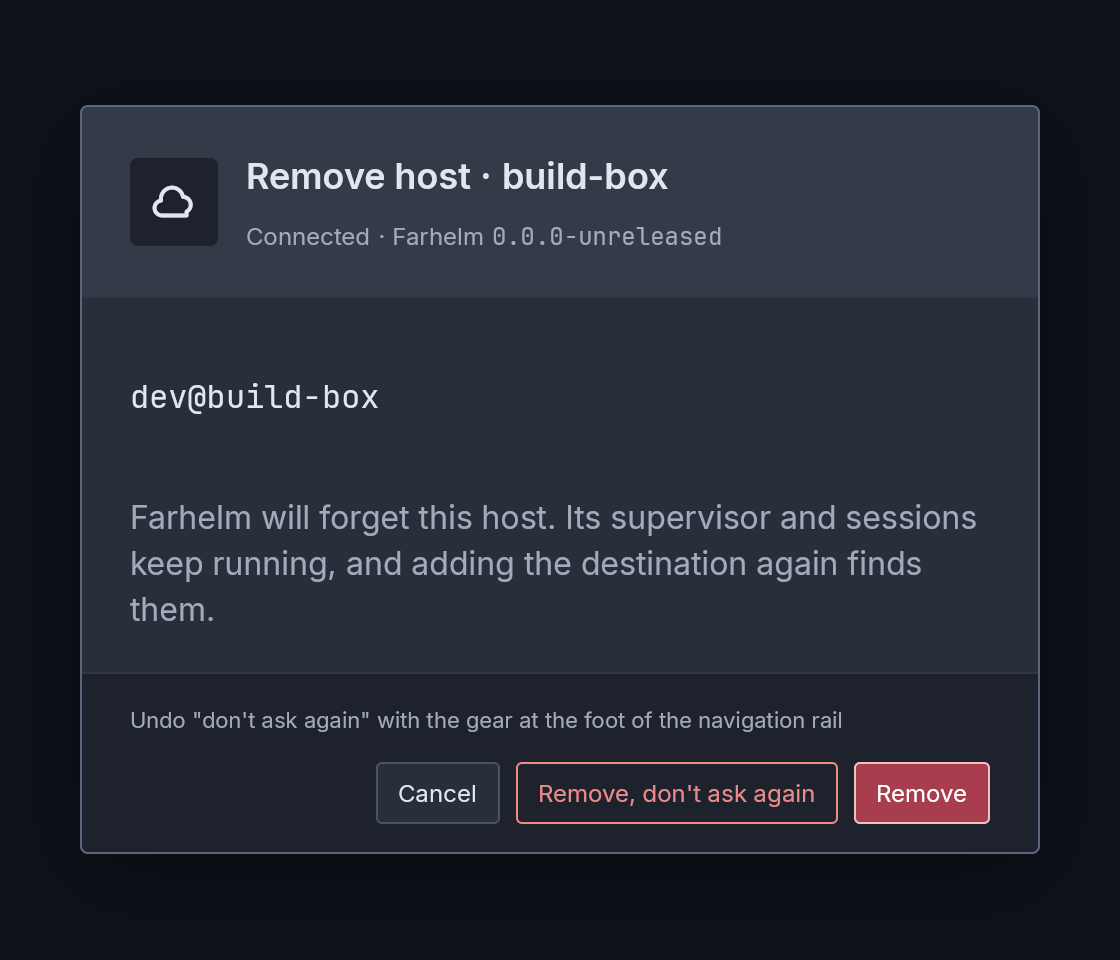 Remove host · build-box
Connected · Farhelm 0.0.0-unreleased
dev@build-box
Farhelm will forget this host. Its supervisor and sessions
keep running, and adding the destination again finds
them.
Undo "don't ask again" with the gear at the foot of the navigation rail
Cancel
Remove, don't ask again
Remove